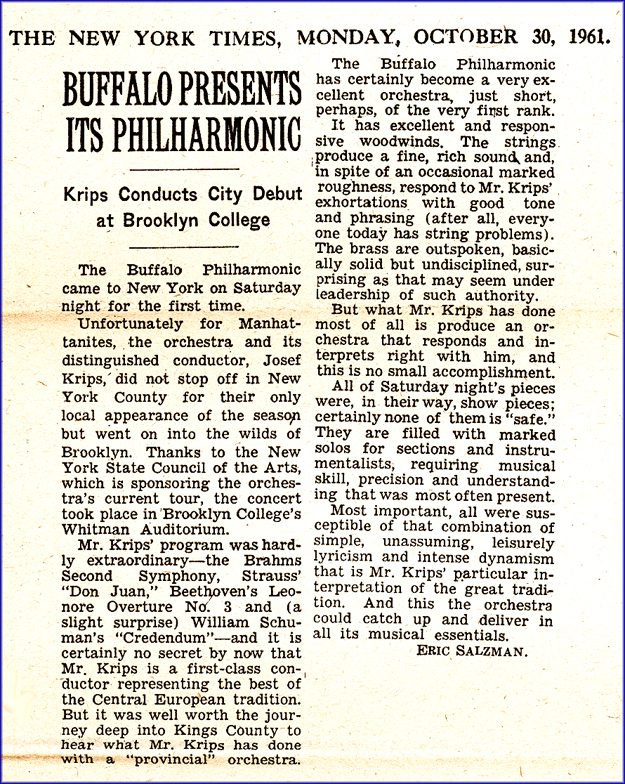 THE NEW YORK TIMES, MONDAY, OCTOBER 30, 1961.
BUFFALO PRESENTS
ITS PHILHARMONIC
Krips Conducts City Debut
at Brooklyn College
The Buffalo Philharmonic
came to New York on Saturday
night for the first time.
Unfortunately for Manhat-
tanites, the orchestra and its
distinguished conductor, Josef
Krips, did not stop off in New
York County for their only
local appearance of the season
but went on into the wilds of
Brooklyn. Thanks to the New
York State Council of the Arts,
which is sponsoring the orches-
tra's current tour, the concert
took place in Brooklyn College's
Whitman Auditorium.
Mr. Krips' program was hard-
ly extraordinary—the Brahms
Second Symphony, Strauss'
"Don Juan," Beethoven's Leo-
nore Overture No. 3 and (a
slight surprise) William Schu-
man's "Credendum"—and it is
certainly no secret by now that
Mr. Krips is a first-class con-
ductor representing the best of
the Central European tradition.
But it was well worth the jour-
ney deep into Kings County to
hear what Mr. Krips has done
with a "provincial" orchestra.
The Buffalo Philharmonic
has certainly become a very ex-
cellent orchestra, just short,
perhaps, of the very first rank.
It has excellent and respon-
sive woodwinds. The strings
produce a fine, rich sound and,
in spite of an occasional marked
roughness, respond to Mr. Krips'
exhortations with good tone
and phrasing (after all, every-
one today has string problems).
The brass are outspoken, basic-
ally solid but undisciplined, sur-
prising as that may seem under
leadership of such authority.
But what Mr. Krips has done
most of all is produce an or-
chestra that responds and in-
terprets right with him, and
this is no small accomplishment.
All of Saturday night's pieces
were, in their way, show pieces;
certainly none of them is "safe."
They are filled with marked
solos for sections and instru-
mentalists, requiring musical
skill, precision and understand-
ing that was most often present.
Most important, all were sus-
ceptible of that combination of
simple, unassuming, leisurely
lyricism and intense dynamism
that is Mr. Krips' particular in-
terpretation of the great tradi-
tion. And this the orchestra
could catch up and deliver in
all its musical essentials.
ERIC SALZMAN.